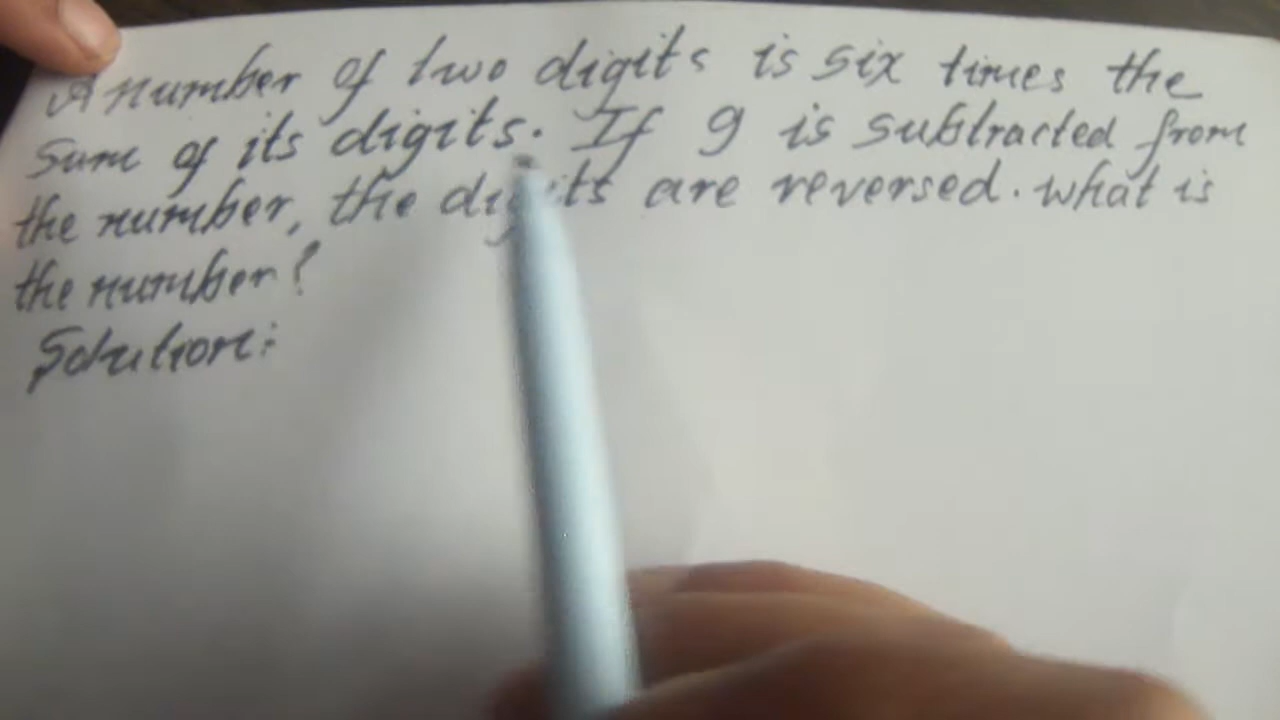 A number of two digits is six times the
sum of its digits. If 9 is subtracted from
the number, the digits are reversed. what is
the number?
Solution: